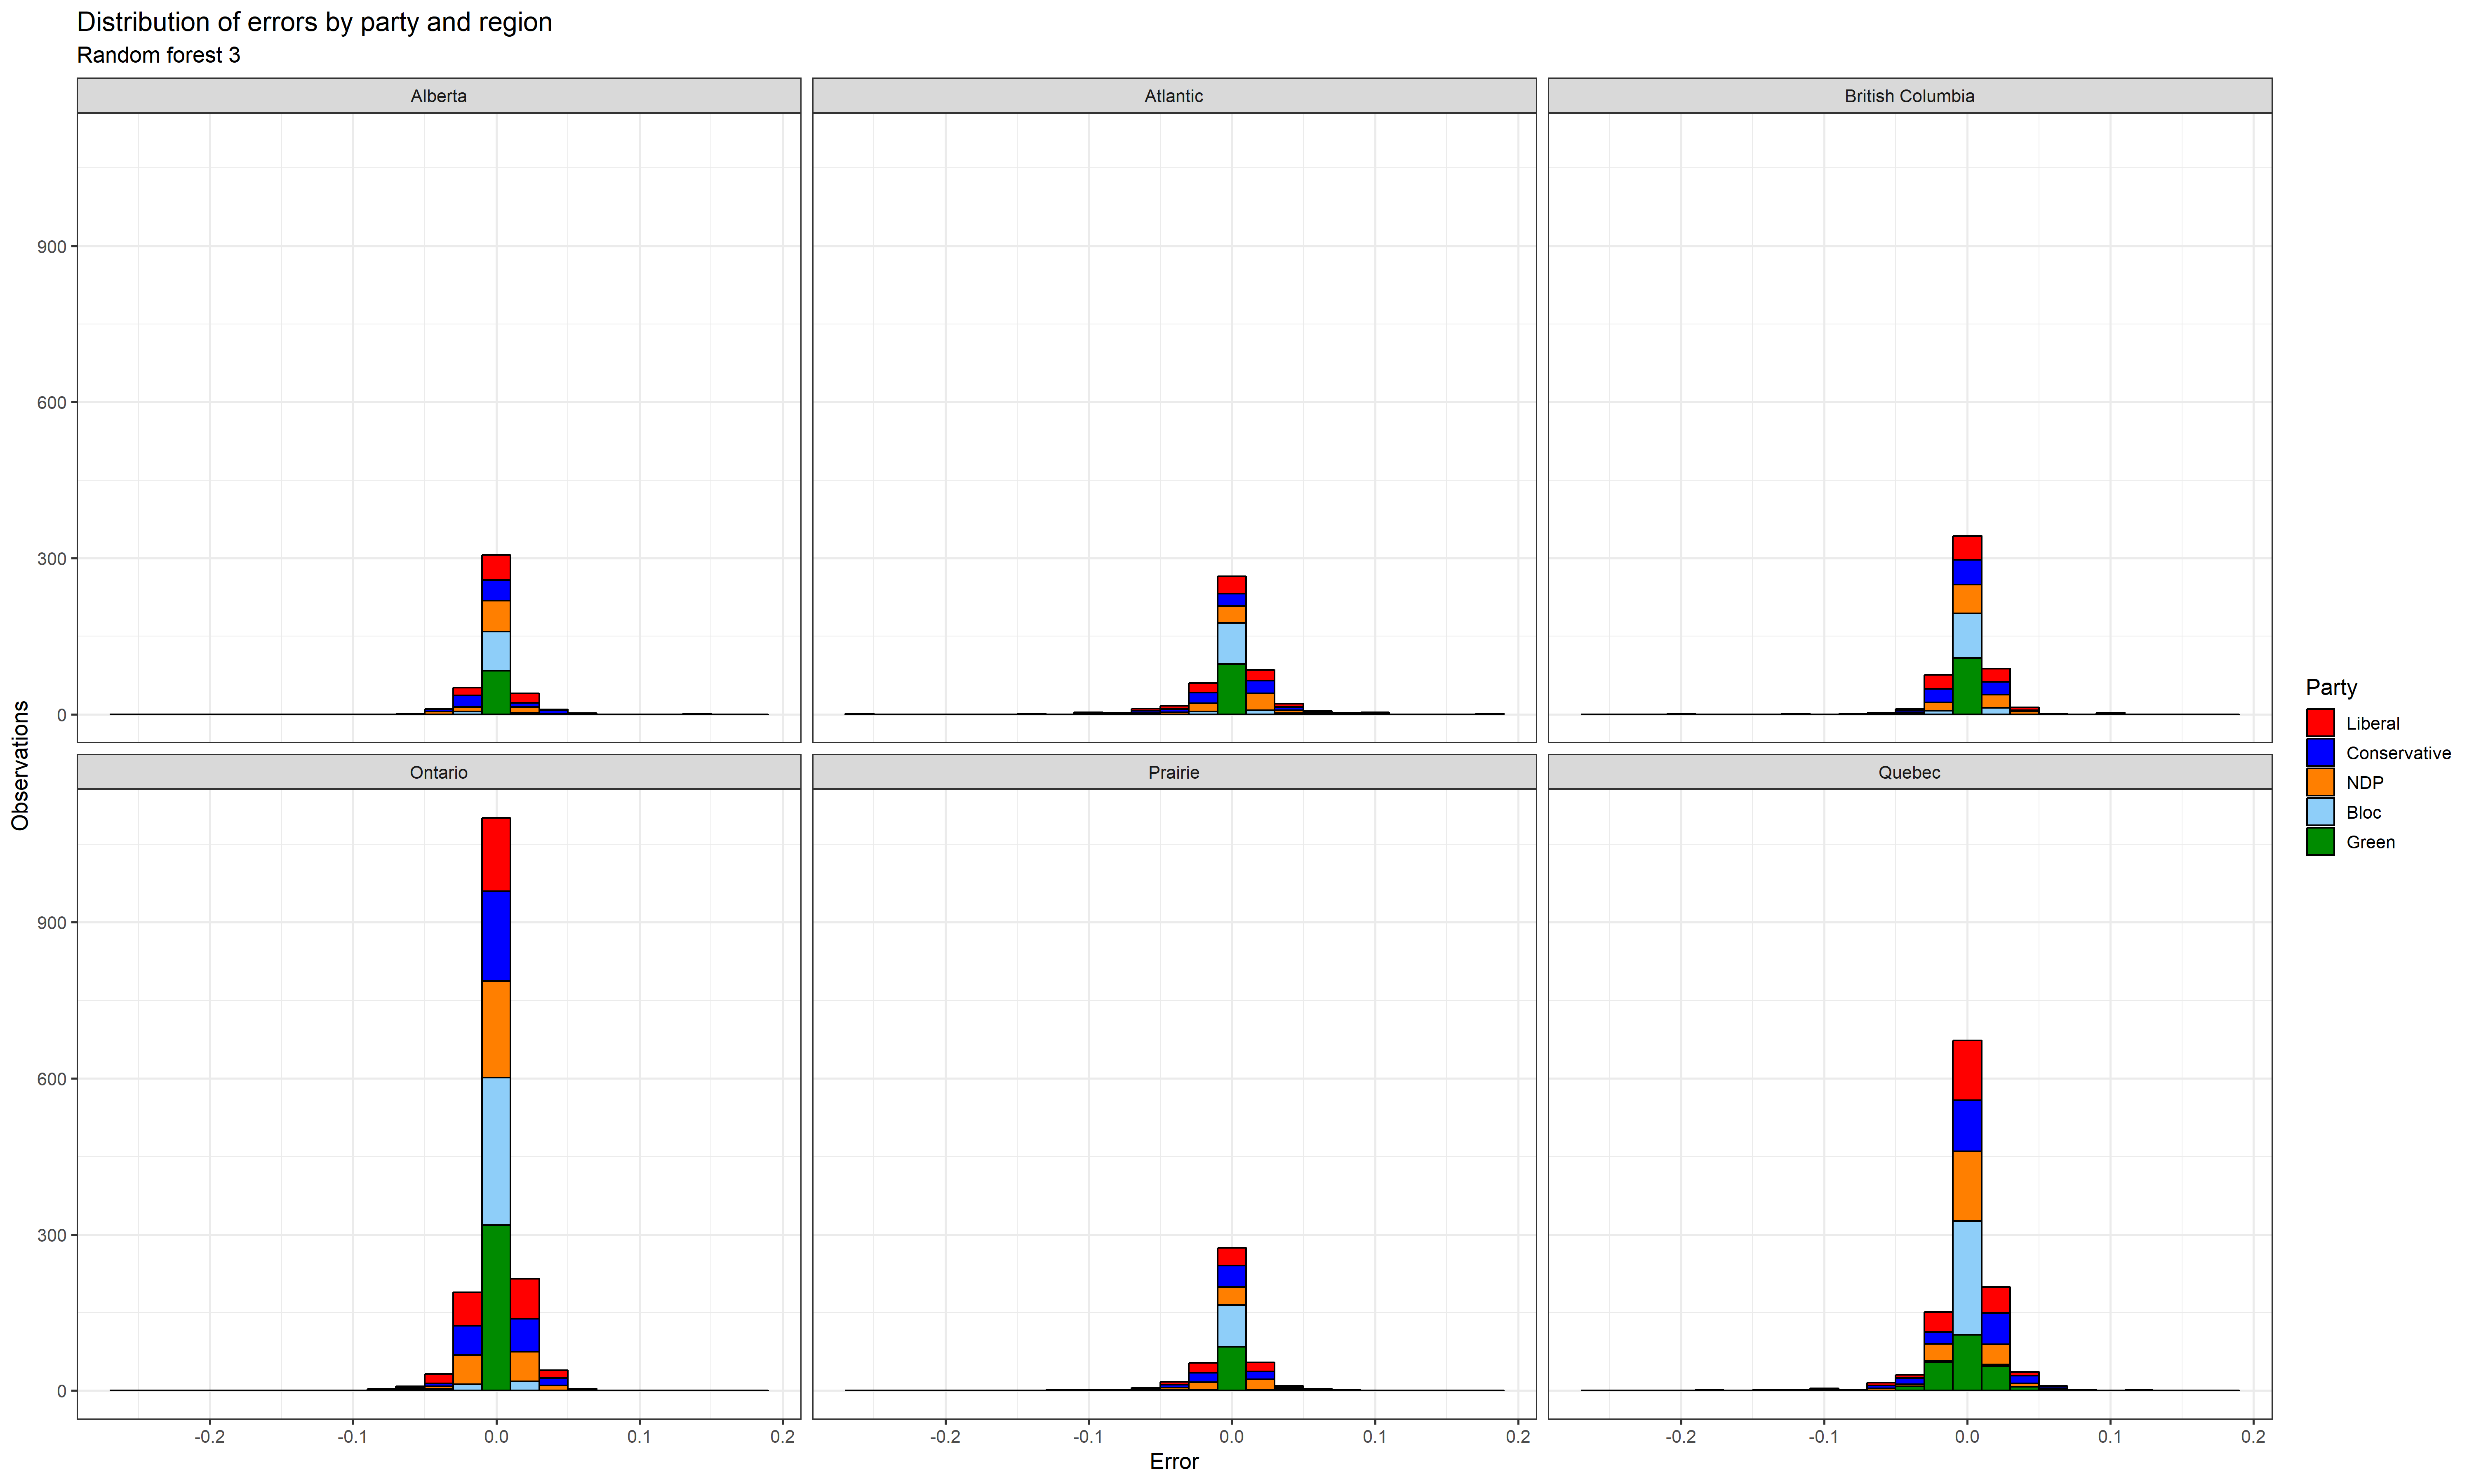 Distribution of errors by party and region
Random forest 3
Alberta
Atlantic
British Columbia
900
600
300
0
Ontario
Prairie
Quebec
900
600
300
0
-0.2 -0.1 0.0 0.1 0.2
-0.2 -0.1 0.0 0.1 0.2
-0.2 -0.1 0.0 0.1 0.2
Error
Observations
Party
Liberal
Conservative
NDP
Bloc
Green